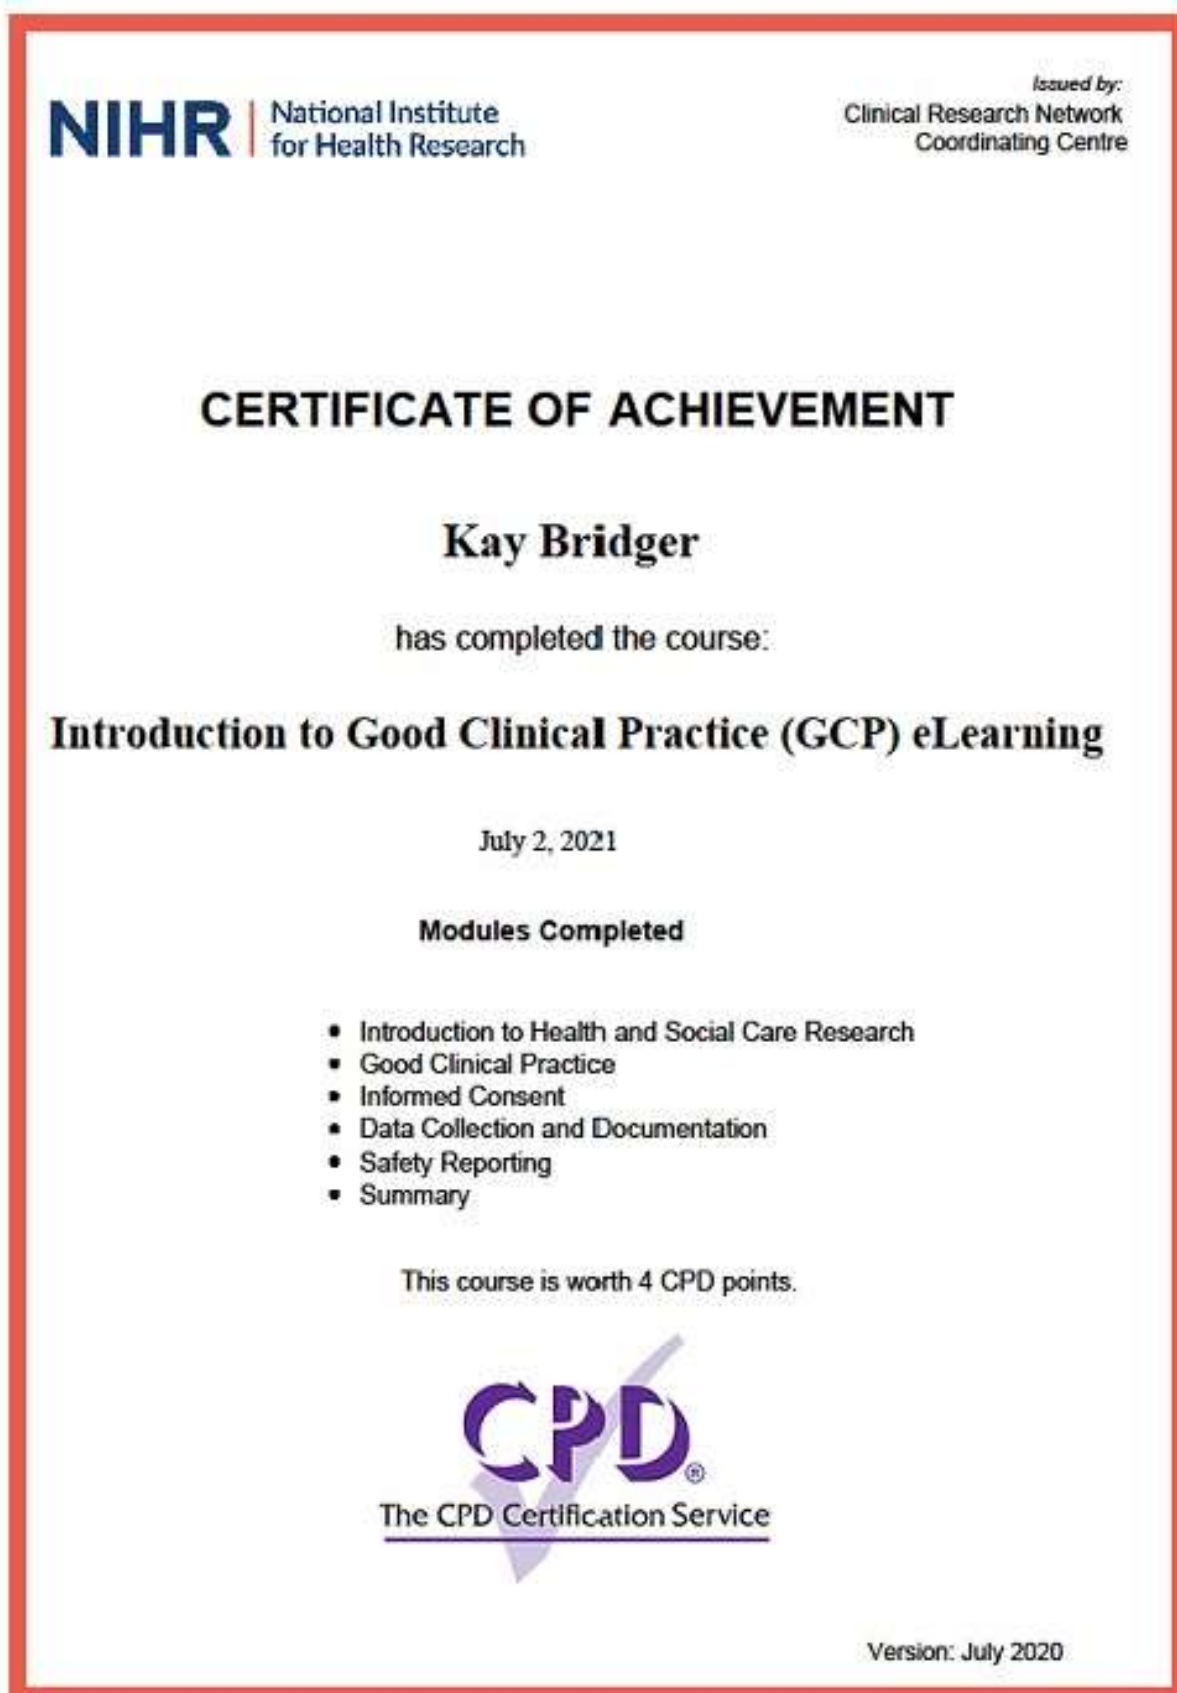 NIHR | National Institute
for Health Research
Issued by:
Clinical Research Network
Coordinating Centre
CERTIFICATE OF ACHIEVEMENT
Kay Bridger
has completed the course:
Introduction to Good Clinical Practice (GCP) eLearning
July 2, 2021
Modules Completed
• Introduction to Health and Social Care Research
• Good Clinical Practice
• Informed Consent
• Data Collection and Documentation
• Safety Reporting
• Summary
This course is worth 4 CPD points.
CPD®
The CPD Certification Service
Version: July 2020